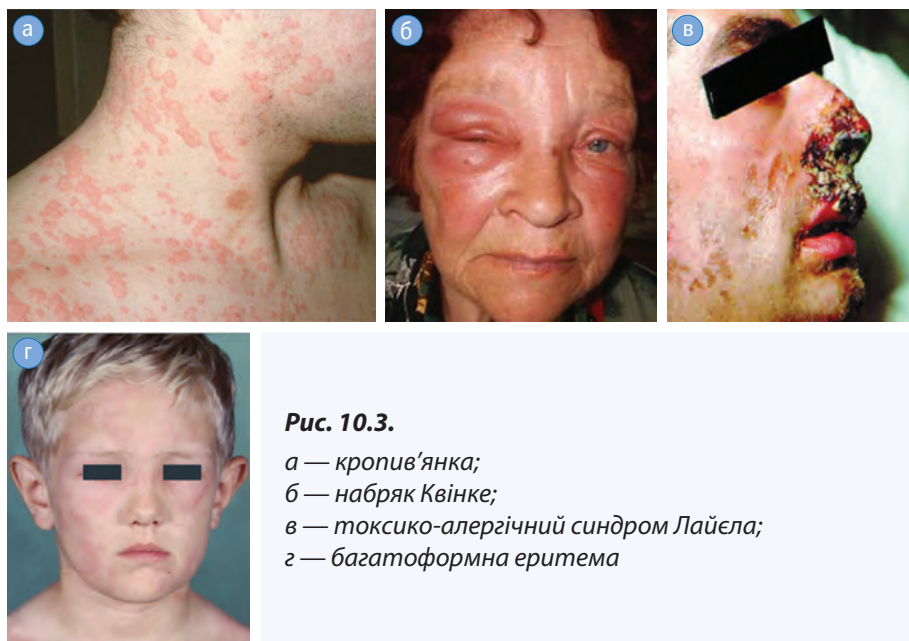 а
б
в
г
Рис. 10.3.
а — кропив'янка;
б — набряк Квінке;
в — токсико-алергічний синдром Лайєла;
г — багатоформна еритема